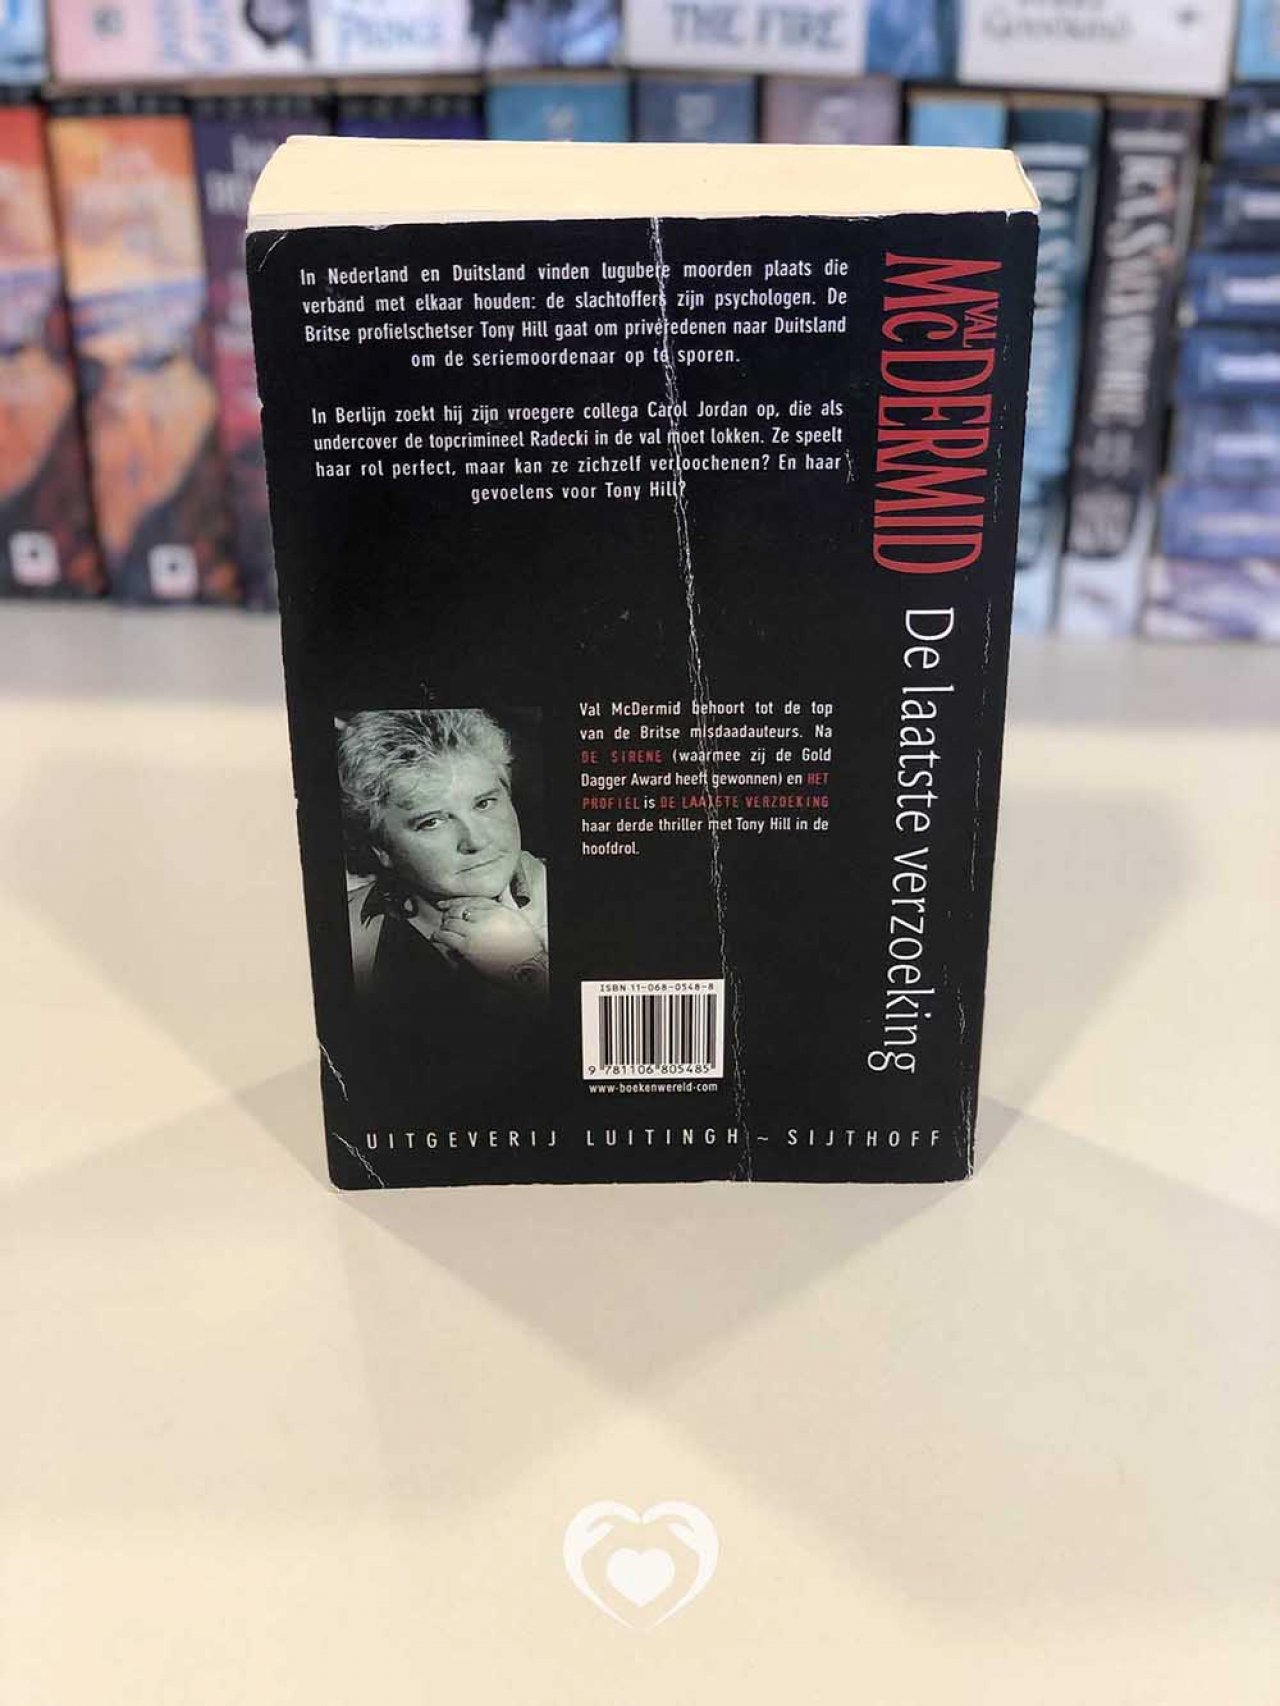 PRINCE
THE FIRE
In Nederland en Duitsland vinden lugubere moorden plaats die
verband met elkaar houden: de slachtoffers zijn psychologen. De
Britse profielschetser Tony Hill gaat om privéredenen naar Duitsland
om de seriemoordenaar op te sporen.
In Berlijn zoekt hij zijn vroegere collega Carol Jordan op, die als
undercover de topcrimineel Radecki in de val moet lokken. Ze speelt
haar rol perfect, maar kan ze zichzelf verloochenen? En haar
gevoelens voor Tony Hill?
VAL
McDERMID
De laatste verzoeking
Val McDermid behoort tot de top
van de Britse misdaadauteurs. Na
DE SIRENE (waarmee zij de Gold
Dagger Award heeft gewonnen) en HET
PROFIEL is DE LAATSTE VERZOEKING
haar derde thriller met Tony Hill in de
hoofdrol.
ISBN 11-068-0548-8
9 781106 805485
www.boekenwereld.com
UITGEVERIJ LUITINGH ~ SIJTHOFF